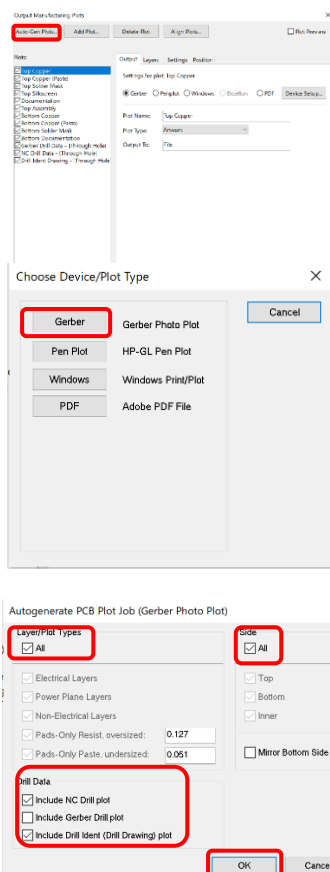 Output Manufacturing Plots
Auto-Gen Plots... Add Plot... Delete Plot Align Plots... Plot Preview
Plots: Output Layers Settings Position
Top Copper
Top Copper (Paste)
Top Solder Mask
Top Silkscreen
Documentation
Top Assembly
Bottom Copper
Bottom Copper (Paste)
Bottom Solder Mask
Bottom Documentation
Gerber Drill Data - (Through Hole)
NC Drill Data - (Through Hole)
Drill Ident Drawing - (Through Hole
Settings for plot: Top Copper
Gerber Penplot Windows Excellon PDF Device Setup...
Plot Name: Top Copper
Plot Type: Artwork
Output To: File
Choose Device/Plot Type
Gerber Gerber Photo Plot Cancel
Pen Plot HP-GL Pen Plot
Windows Windows Print/Plot
PDF Adobe PDF File
Autogenerate PCB Plot Job (Gerber Photo Plot)
Layer/Plot Types Side
All All
Electrical Layers Top
Power Plane Layers Bottom
Non-Electrical Layers Inner
Pads-Only Resist, oversized: 0.127
Pads-Only Paste, undersized: 0.051 Mirror Bottom Side
Drill Data
Include NC Drill plot
Include Gerber Drill plot
Include Drill Ident (Drill Drawing) plot
OK Cance